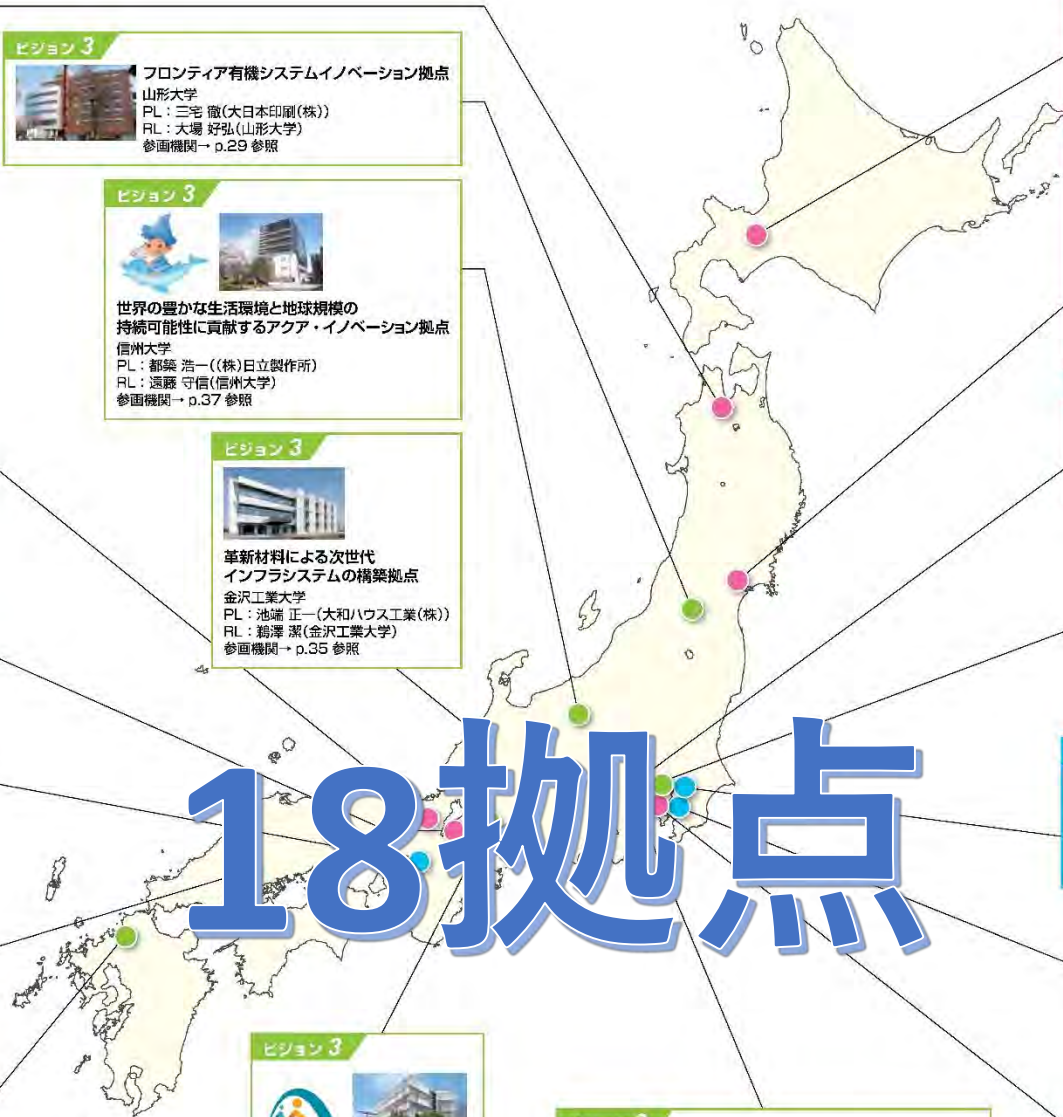 ビジョン 3
フロンティア有機システムイノベーション拠点
山形大学
PL：三宅 徹(大日本印刷(株))
RL：大場 好弘(山形大学)
参画機関→ p.29 参照
ビジョン 3
世界の豊かな生活環境と地球規模の
持続可能性に貢献するアクア・イノベーション拠点
信州大学
PL：都築 浩一((株)日立製作所)
RL：遠藤 守信(信州大学)
参画機関→ p.37 参照
ビジョン 3
革新材料による次世代
インフラシステムの構築拠点
金沢工業大学
PL：池端 正一(大和ハウス工業(株))
RL：鵜澤 潔(金沢工業大学)
参画機関→ p.35 参照
18拠点
ビジョン 3